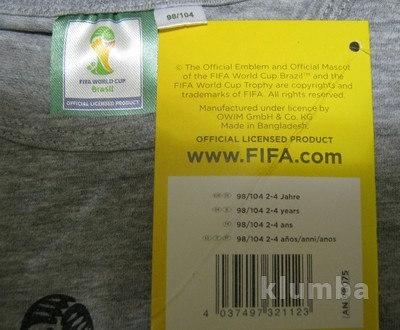 98/104
FIFA WORLD CUP
Brasil
OFFICIAL LICENSED PRODUCT
© The Official Emblem and Official Mascot
of the FIFA World Cup Brazil™ and the
FIFA World Cup Trophy are copyrights and
trademarks of FIFA. All rights reserved.
Manufactured under licence by
OWIM GmbH & Co. KG
Made in Bangladesh
OFFICIAL LICENSED PRODUCT
www.FIFA.com
98/104 2-4 Jahre
98/104 2-4 years
98/104 2-4 ans
98/104 2-4 años/anni/anos
4 037497 321123
IAN
klumba